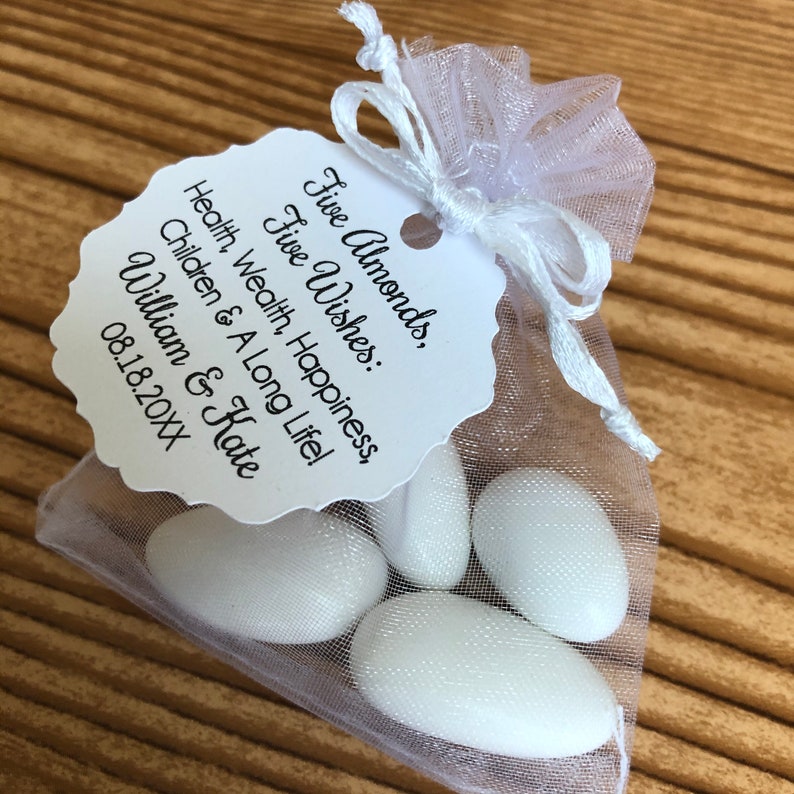 Five Almonds,
Five Wishes:
Health, Wealth, Happiness,
Children & A Long Life!
William & Kate
08.18.20XX